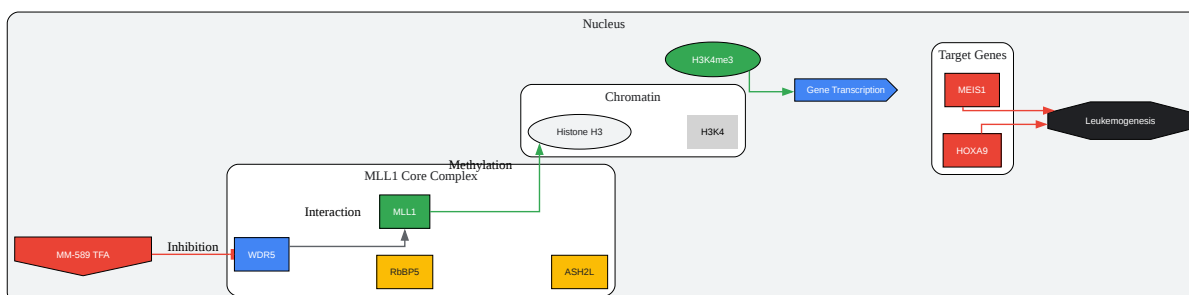 Nucleus
H3K4me3
Target Genes
MEIS1
Gene Transcription
Chromatin
Histone H3
H3K4
Leukemogenesis
HOXA9
Methylation
MLL1 Core Complex
Interaction
MLL1
MM-589 TFA
Inhibition
WDR5
RbBP5
ASH2L